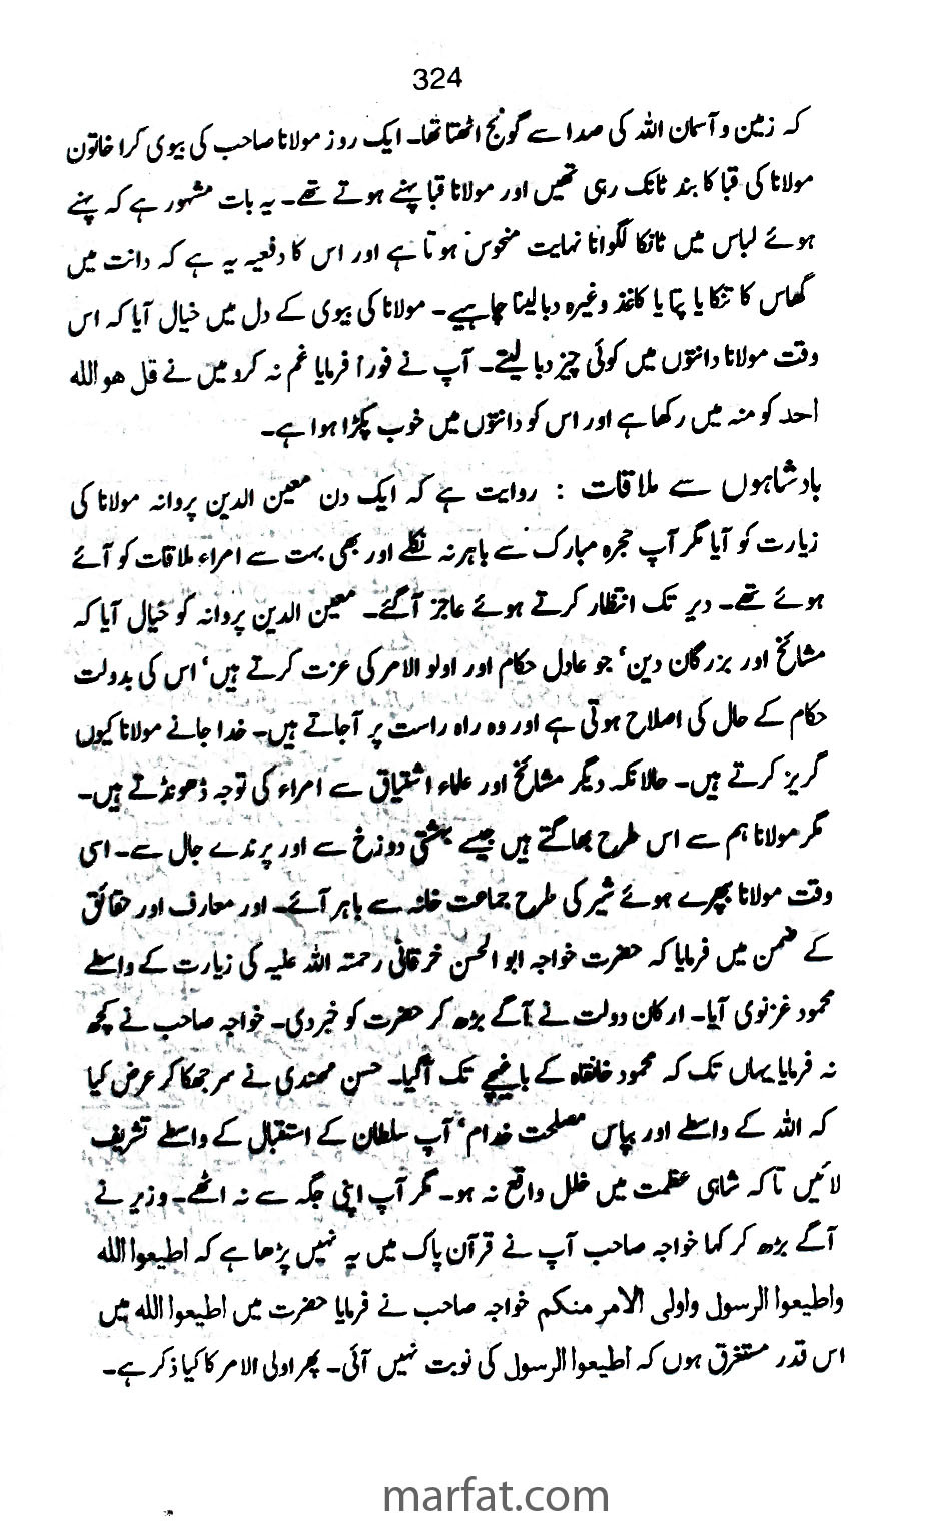 324
کہ زمین و آسمان اللہ کی صدا سے گونج اٹھتا تھا۔ ایک روز مولانا صاحب کی بیوی کرا خاتون
مولانا کی قبا کا بند ٹانک رہی تھیں اور مولانا قبا پہنے ہوتے تھے۔ یہ بات مشہور ہے کہ پہنے
ہوئے لباس میں ٹانکا لگوانا نہایت منحوس ہوتا ہے اور اس کا دفعیہ یہ ہے کہ دانت میں
گھاس کا تنکا یا پتا یا کاغذ وغیرہ دبا لینا چاہیے۔ مولانا کی بیوی کے دل میں خیال آیا کہ اس
وقت مولانا دانتوں میں کوئی چیز دبا لیتے۔ آپ نے فوراً فرمایا غم نہ کرو میں نے قل ھو اللہ
احد کو منہ میں رکھا ہے اور اس کو دانتوں میں خوب پکڑا ہوا ہے۔
بادشاہوں سے ملاقات : روایت ہے کہ ایک دن معین الدین پروانہ مولانا کی
زیارت کو آیا مگر آپ حجرہ مبارک سے باہر نہ نکلے اور بھی بہت سے امراء ملاقات کو آئے
ہوئے تھے۔ دیر تک انتظار کرتے ہوئے عاجز آ گئے۔ معین الدین پروانہ کو خیال آیا کہ
مشائخ اور بزرگان دین‘ جو عادل حکام اور اولو الامر کی عزت کرتے ہیں‘ اس کی بدولت
حکام کے حال کی اصلاح ہوتی ہے اور وہ راہ راست پر آجاتے ہیں۔ خدا جانے مولانا کیوں
گریز کرتے ہیں۔ حالانکہ دیگر مشائخ اور علماء اشتیاق سے امراء کی توجہ ڈھونڈتے ہیں۔
مگر مولانا ہم سے اس طرح بھاگتے ہیں جیسے بہشتی دوزخ سے اور پرندے جال سے۔ اسی
وقت مولانا بپھرے ہوئے شیر کی طرح جماعت خانہ سے باہر آئے۔ اور معارف اور حقائق
کے ضمن میں فرمایا کہ حضرت خواجہ ابو الحسن خرقانی رحمتہ اللہ علیہ کی زیارت کے واسطے
محمود غزنوی آیا۔ ارکان دولت نے آگے بڑھ کر حضرت کو خبر دی۔ خواجہ صاحب نے کچھ
نہ فرمایا یہاں تک کہ محمود خانقاہ کے باغیچے تک آگیا۔ حسن مہندی نے سر جھکا کر عرض کیا
کہ اللہ کے واسطے اور بپاس مصلحت خدام‘ آپ سلطان کے استقبال کے واسطے تشریف
لائیں تاکہ شاہی عظمت میں خلل واقع نہ ہو۔ مگر آپ اپنی جگہ سے نہ اٹھے۔ وزیر نے
آگے بڑھ کر کہا خواجہ صاحب آپ نے قرآن پاک میں یہ نہیں پڑھا ہے کہ اطیعوا اللہ
واطیعوا الرسول واولی الامر منکم خواجہ صاحب نے فرمایا حضرت میں اطیعوا اللہ میں
اس قدر مستغرق ہوں کہ اطیعوا الرسول کی نوبت نہیں آئی۔ پھر اولی الامر کا کیا ذکر ہے۔
marfat.com